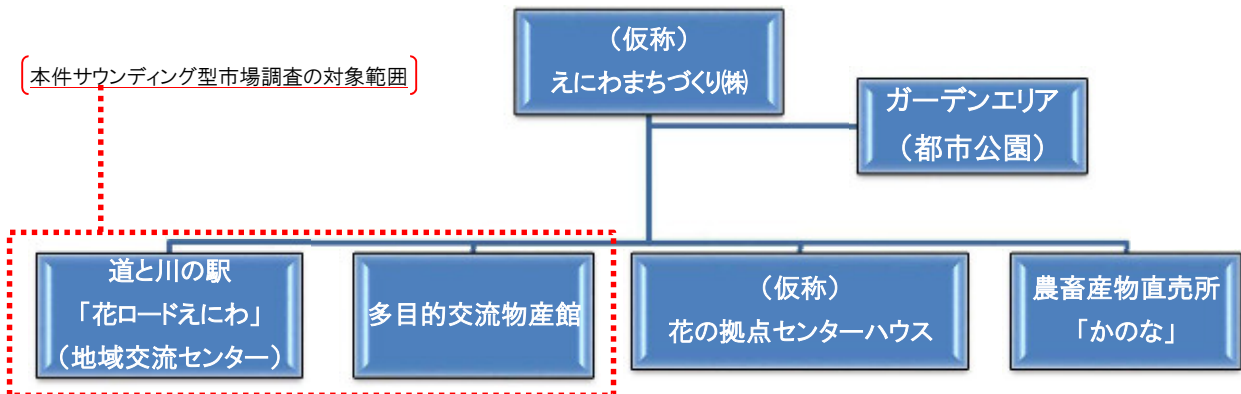 （仮称）
えにわまちづくり㈱
本件サウンディング型市場調査の対象範囲
ガーデンエリア
（都市公園）
道と川の駅
「花ロードえにわ」
（地域交流センター）
多目的交流物産館
（仮称）
花の拠点センターハウス
農畜産物直売所
「かのな」